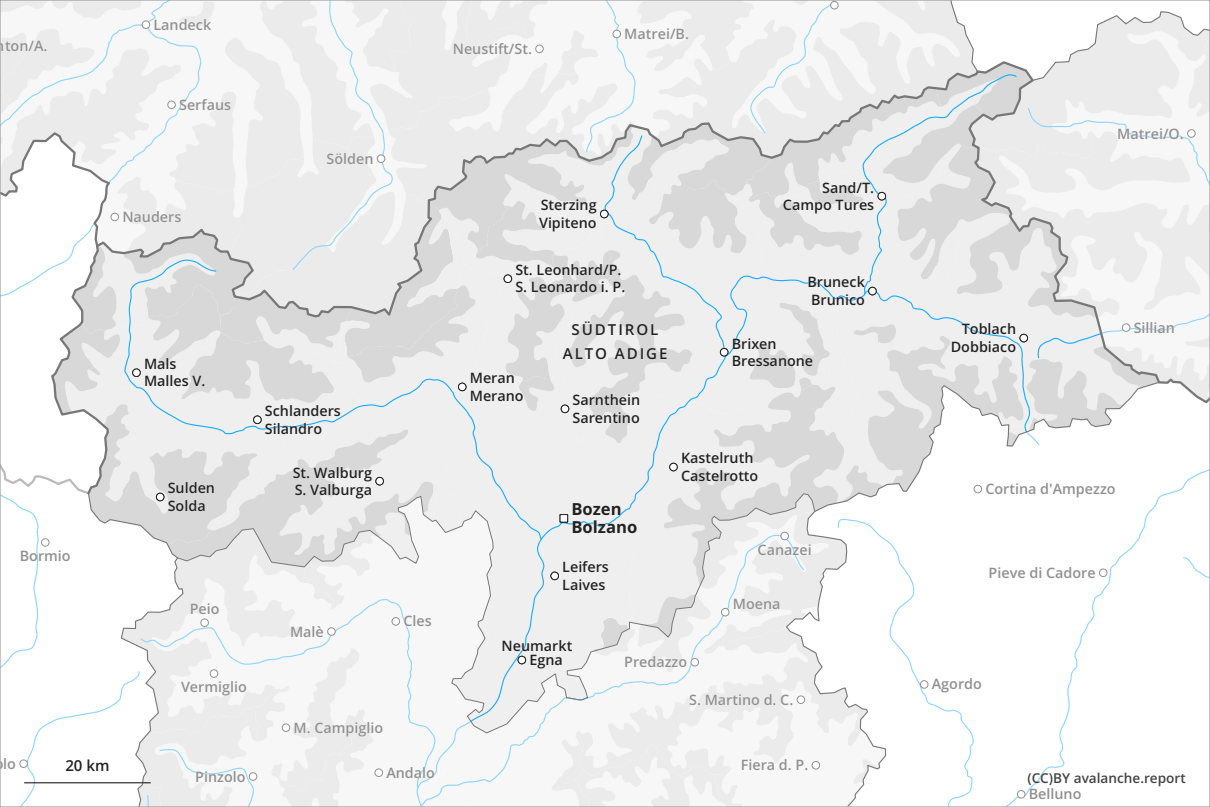 Landeck
Matrei/B.
Neustift/St.
nton/A.
Serfaus
Matrei/O.
Sölden
Sand/T.
Campo Tures
Sterzing
Vipiteno
Nauders
St. Leonhard/P.
S. Leonardo i. P.
Bruneck
Brunico
SÜDTIROL
ALTO ADIGE
Toblach
Dobbiaco
Sillian
Brixen
Bressanone
Mals
Malles V.
Meran
Merano
Sarnthein
Sarentino
Schlanders
Silandro
Kastelruth
Castelrotto
St. Walburg
S. Valburga
Sulden
Solda
Cortina d'Ampezzo
Bozen
Bolzano
Bormio
Canazei
Leifers
Laives
Pieve di Cadore
Peio
Moena
Cles
Malè
Neumarkt
Egna
Predazzo
Vermiglio
Agordo
S. Martino d. C.
M. Campiglio
olo
20 km
Pinzolo
Andalo
Fiera d. P.
(CC)BY avalanche.report
Belluno